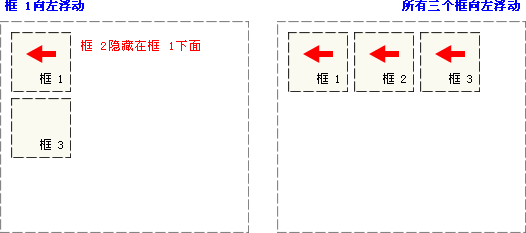 框 1向左浮动
框 2隐藏在框 1下面
框 1
框 3
所有三个框向左浮动
框 1
框 2
框 3